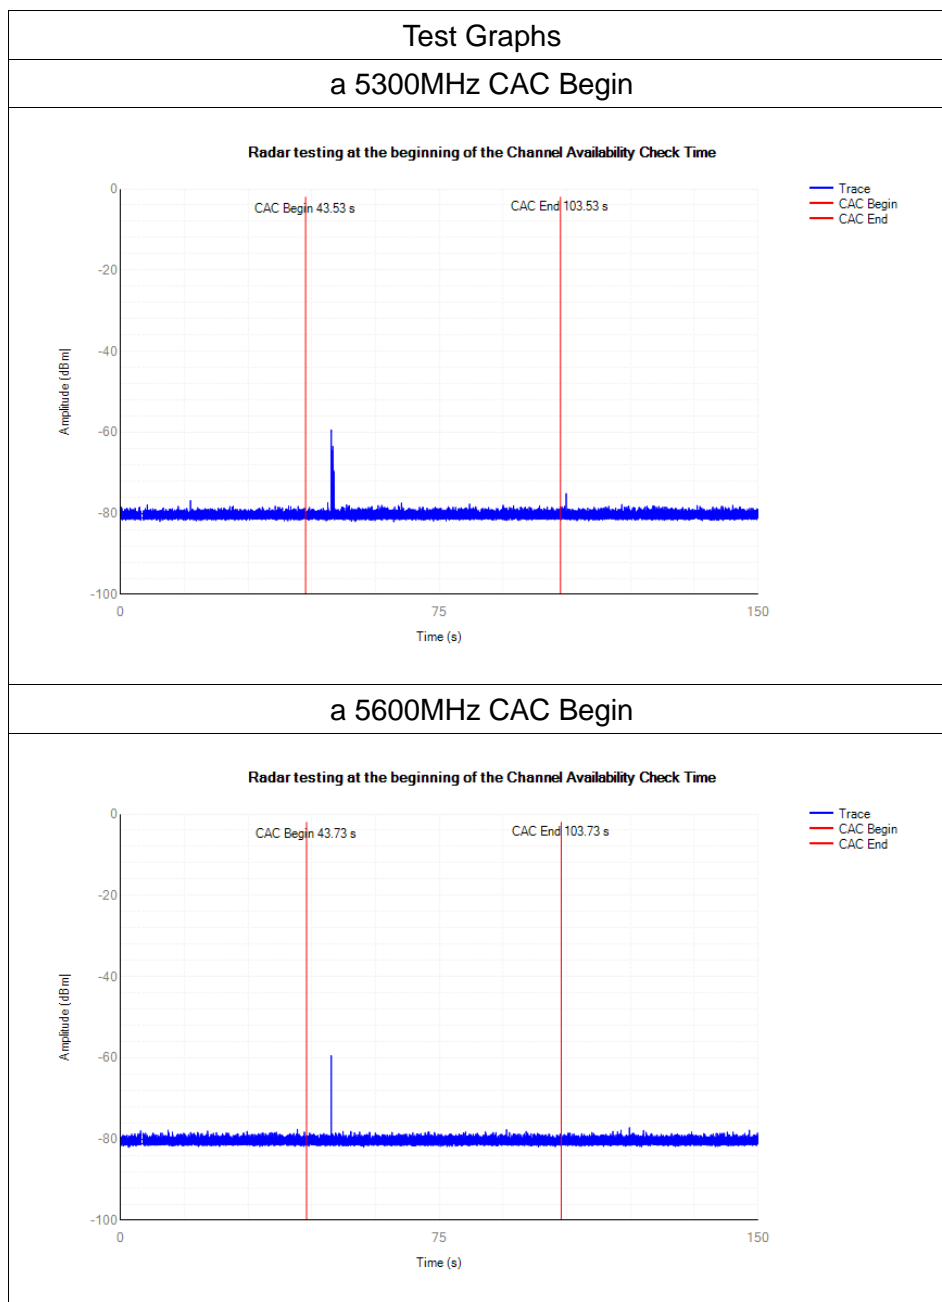 Test Graphs
a 5300MHz CAC Begin
Radar testing at the beginning of the Channel Availability Check Time
0
CAC Begin 43.53 s
CAC End 103.53 s
Trace
CAC Begin
CAC End
-20
-40
Amplitude [dBm]
-60
-80
-100
0
75
150
Time (s)
a 5600MHz CAC Begin
Radar testing at the beginning of the Channel Availability Check Time
0
CAC Begin 43.73 s
CAC End 103.73 s
Trace
CAC Begin
CAC End
-20
-40
Amplitude [dBm]
-60
-80
-100
0
75
150
Time (s)